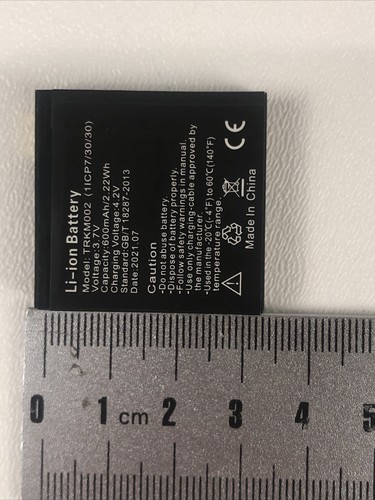 Li-ion Battery
Model: TRKM002 (1ICP7/30/30)
Voltage:3.7V
Capacity:600mAh/2.22Wh
Charging Voltage:4.2V
Standard:GB/T 18287-2013
Date:2021.07
Caution
-Do not abuse battery.
-Dispose of battery properly.
-Follow safety warnings in manual.
-Use only charging-cable approved by
the manufacturer.
-Used in the -20℃(-4°F) to 60℃(140°F)
temperature range.
CE
Made In China
0 1 cm 2 3 4 5